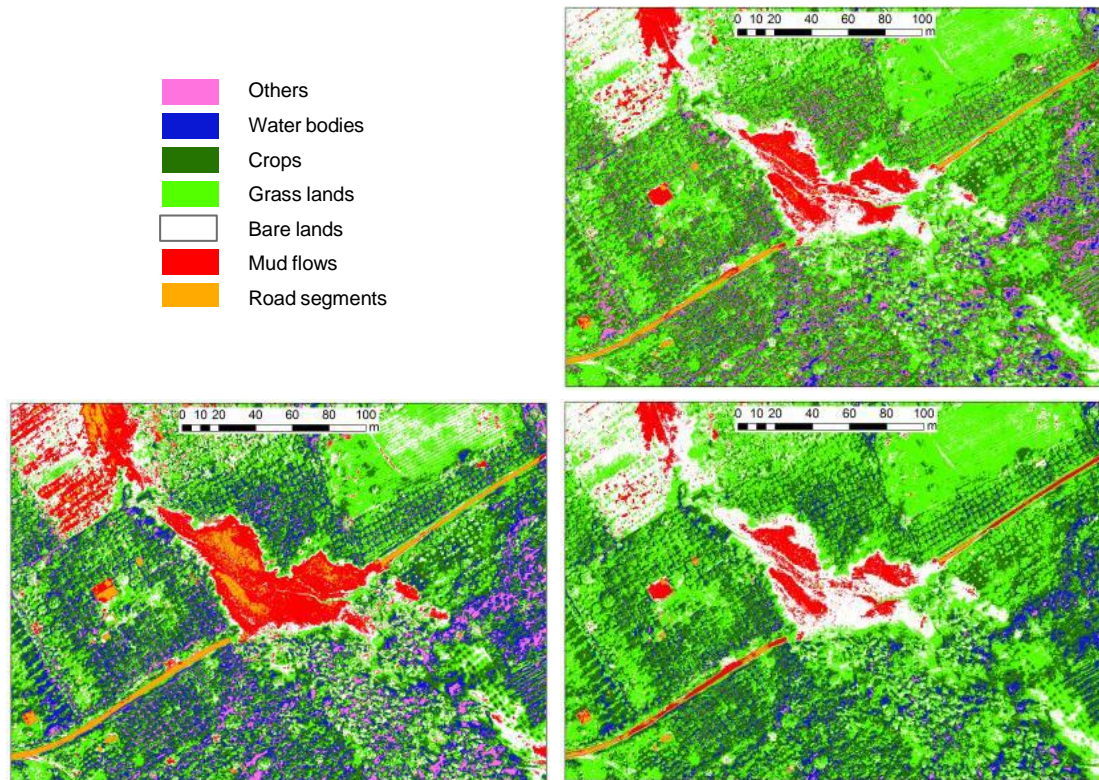 Others
Water bodies
Crops
Grass lands
Bare lands
Mud flows
Road segments
0 10 20 40 60 80 100
m
0 10 20 40 60 80 100
m
0 10 20 40 60 80 100
m